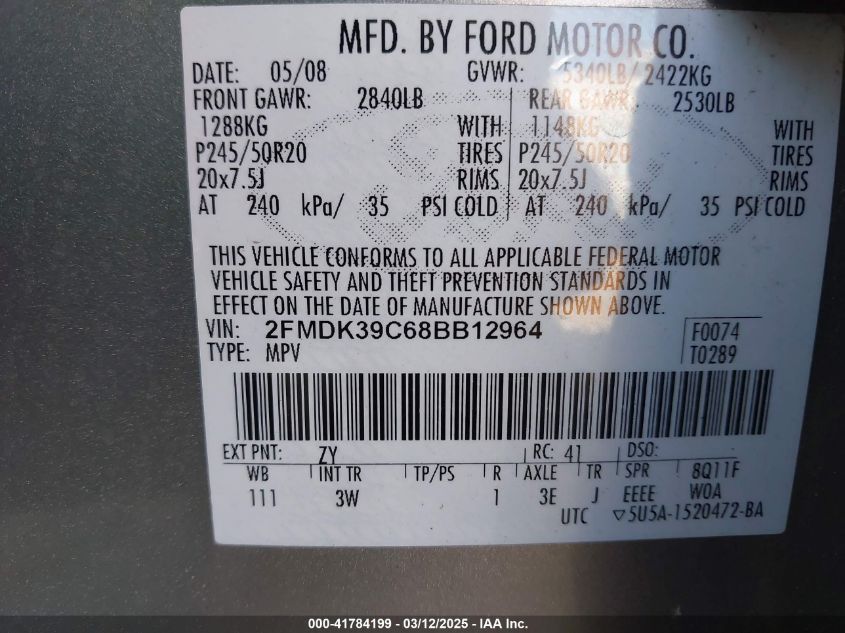 MFD. BY FORD MOTOR CO.
DATE: 05/08 GVWR: 5340LB/ 2422KG
FRONT GAWR: 2840LB REAR GAWR: 2530LB
1288KG WITH 1148KG WITH
P245/50R20 TIRES P245/50R20 TIRES
20x7.5J RIMS 20x7.5J RIMS
AT 240 kPa/ 35 PSI COLD AT 240 kPa/ 35 PSI COLD
THIS VEHICLE CONFORMS TO ALL APPLICABLE FEDERAL MOTOR
VEHICLE SAFETY AND THEFT PREVENTION STANDARDS IN
EFFECT ON THE DATE OF MANUFACTURE SHOWN ABOVE.
VIN: 2FMDK39C68BB12964 F0074
TYPE: MPV T0289
EXT PNT: ZY RC: 41 DSO:
WB INT TR TP/PS R AXLE TR SPR 8Q11F
111 3W 1 3E J EEEE W0A
UTC ▽5U5A-1520472-BA
000-41784199 - 03/12/2025 - IAA Inc.